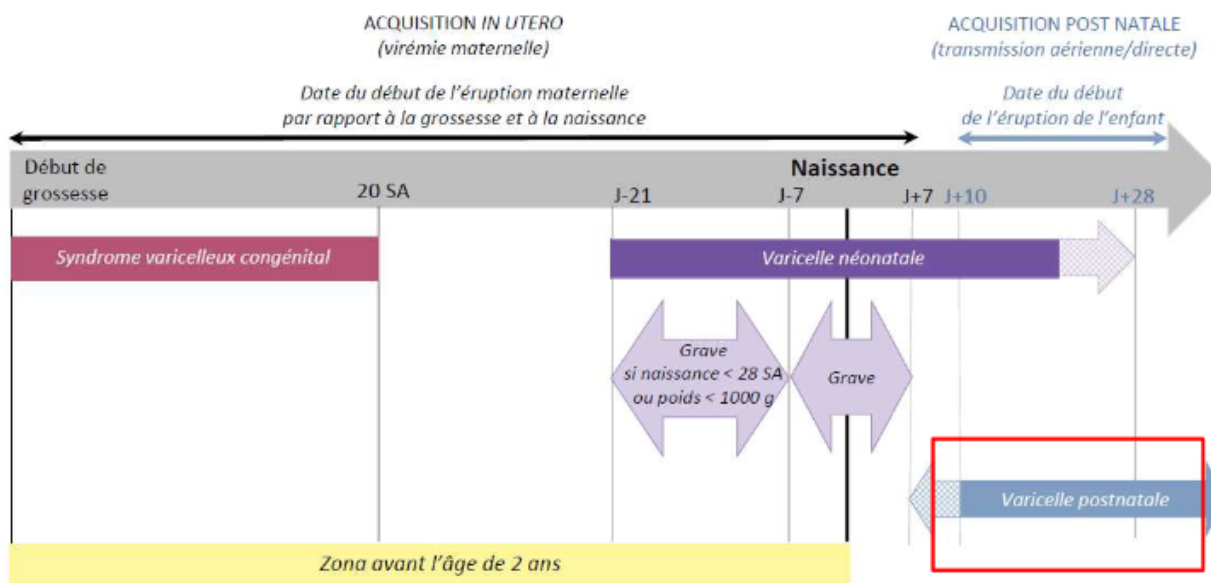 ACQUISITION IN UTERO
(virémie maternelle)
Date du début de l'éruption maternelle
par rapport à la grossesse et à la naissance
ACQUISITION POST NATALE
(transmission aérienne/directe)
Date du début
de l'éruption de l'enfant
Début de
grossesse
20 SA
Naissance
J-21
J-7
J+7
J+10
J+28
Syndrome varicelleux congénital
Varicelle néonatale
Grave
si naissance < 28 SA
ou poids < 1000 g
Grave
Varicelle postnatale
Zona avant l'âge de 2 ans